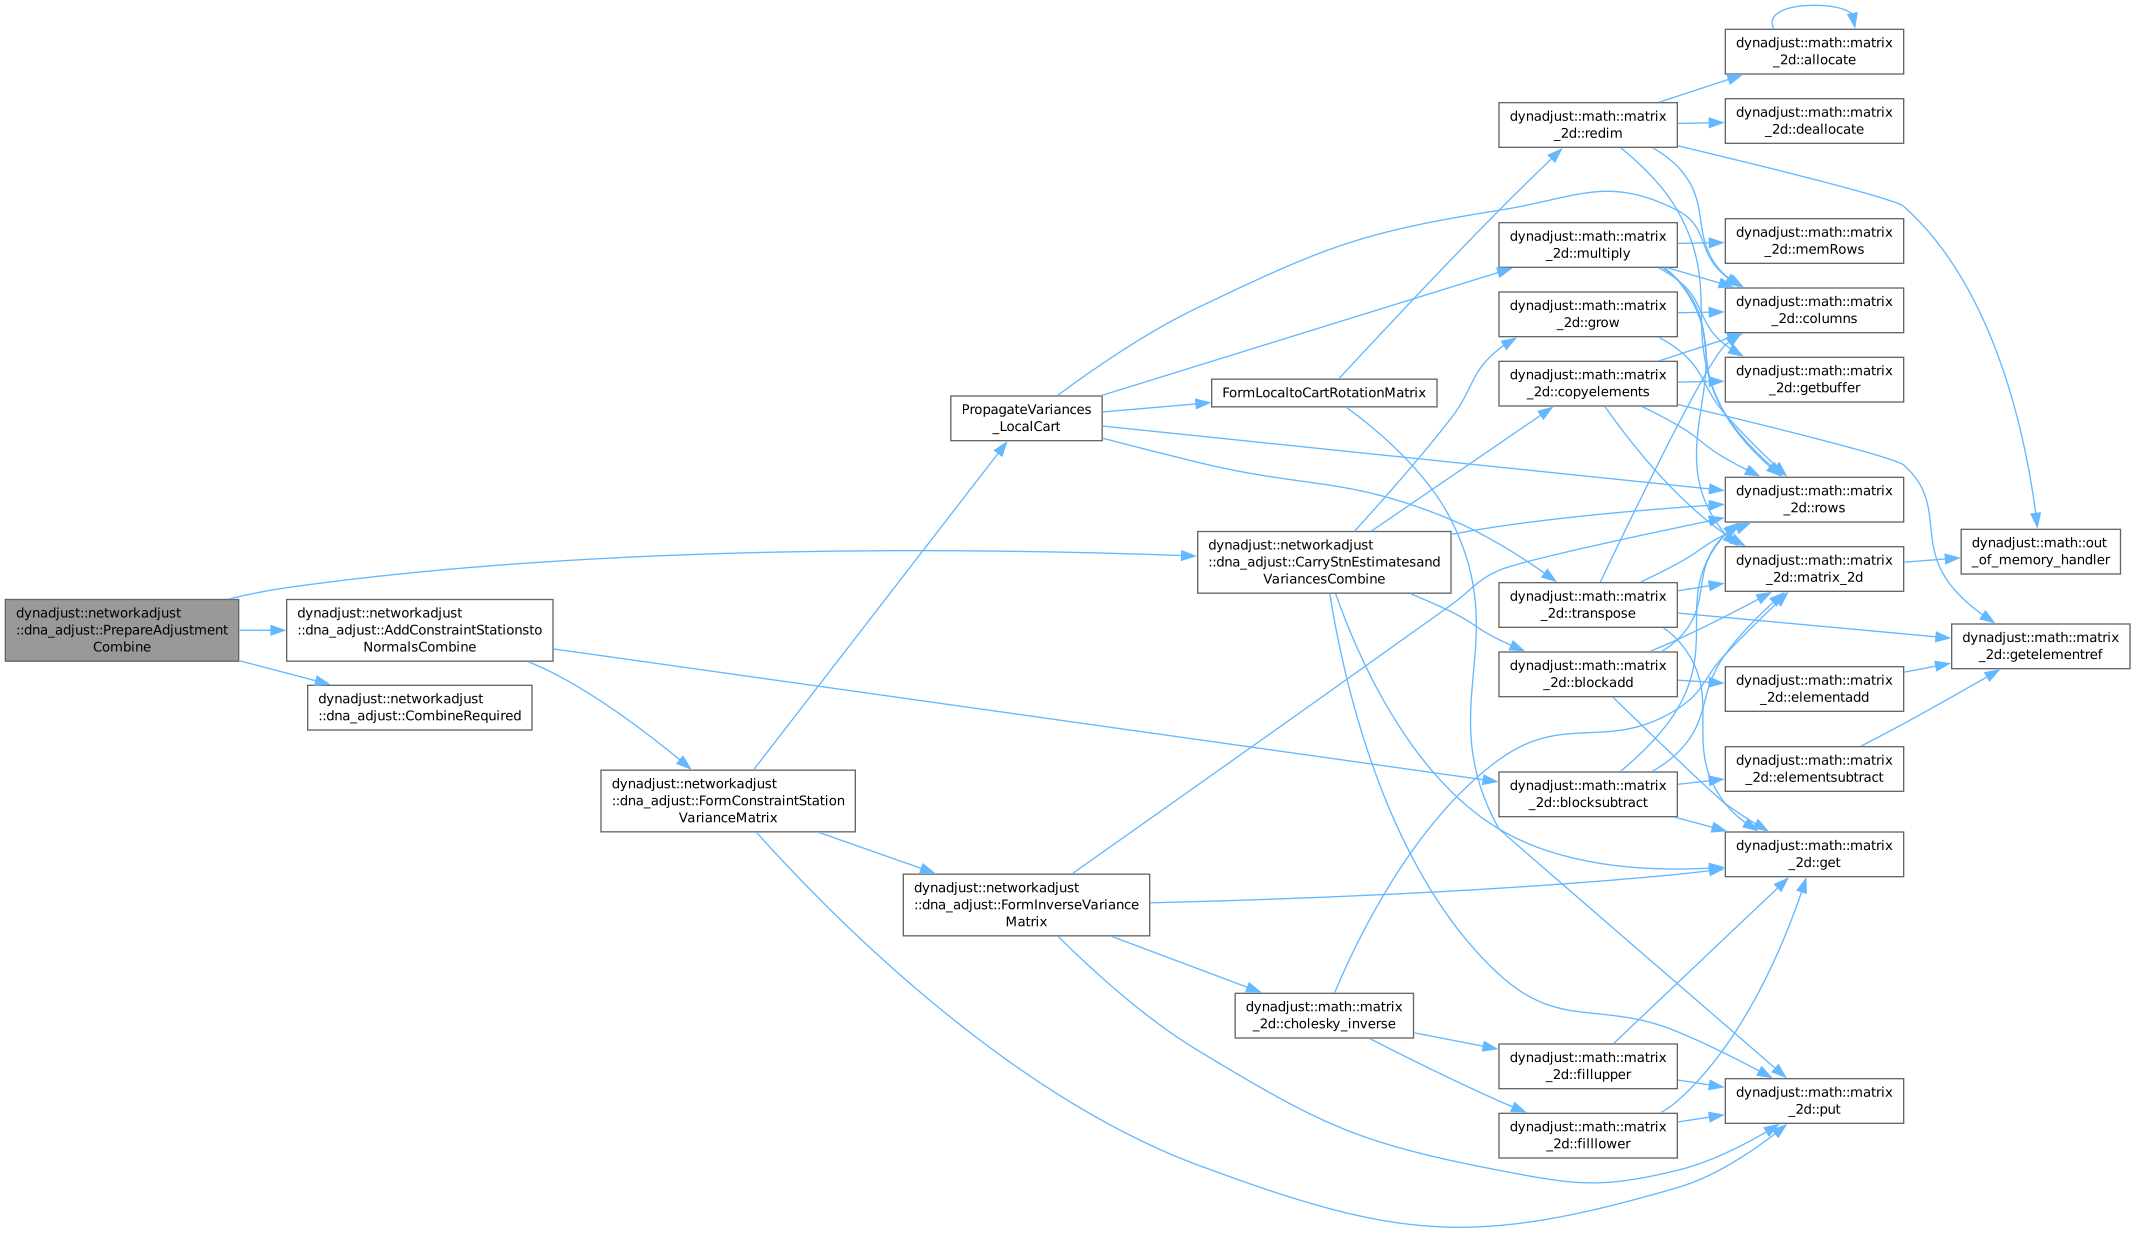 dynadjust::networkadjust
::dna_adjust::PrepareAdjustment
Combine
dynadjust::networkadjust
::dna_adjust::AddConstraintStationsto
NormalsCombine
dynadjust::networkadjust
::dna_adjust::CombineRequired
dynadjust::networkadjust
::dna_adjust::FormConstraintStation
VarianceMatrix
PropagateVariances
_LocalCart
dynadjust::networkadjust
::dna_adjust::FormInverseVariance
Matrix
FormLocaltoCartRotationMatrix
dynadjust::networkadjust
::dna_adjust::CarryStnEstimatesand
VariancesCombine
dynadjust::math::matrix
_2d::cholesky_inverse
dynadjust::math::matrix
_2d::redim
dynadjust::math::matrix
_2d::multiply
dynadjust::math::matrix
_2d::grow
dynadjust::math::matrix
_2d::copyelements
dynadjust::math::matrix
_2d::transpose
dynadjust::math::matrix
_2d::blockadd
dynadjust::math::matrix
_2d::blocksubtract
dynadjust::math::matrix
_2d::fillupper
dynadjust::math::matrix
_2d::filllower
dynadjust::math::matrix
_2d::allocate
dynadjust::math::matrix
_2d::deallocate
dynadjust::math::matrix
_2d::memRows
dynadjust::math::matrix
_2d::columns
dynadjust::math::matrix
_2d::getbuffer
dynadjust::math::matrix
_2d::rows
dynadjust::math::matrix
_2d::matrix_2d
dynadjust::math::matrix
_2d::elementadd
dynadjust::math::matrix
_2d::elementsubtract
dynadjust::math::matrix
_2d::get
dynadjust::math::matrix
_2d::put
dynadjust::math::out
_of_memory_handler
dynadjust::math::matrix
_2d::getelementref